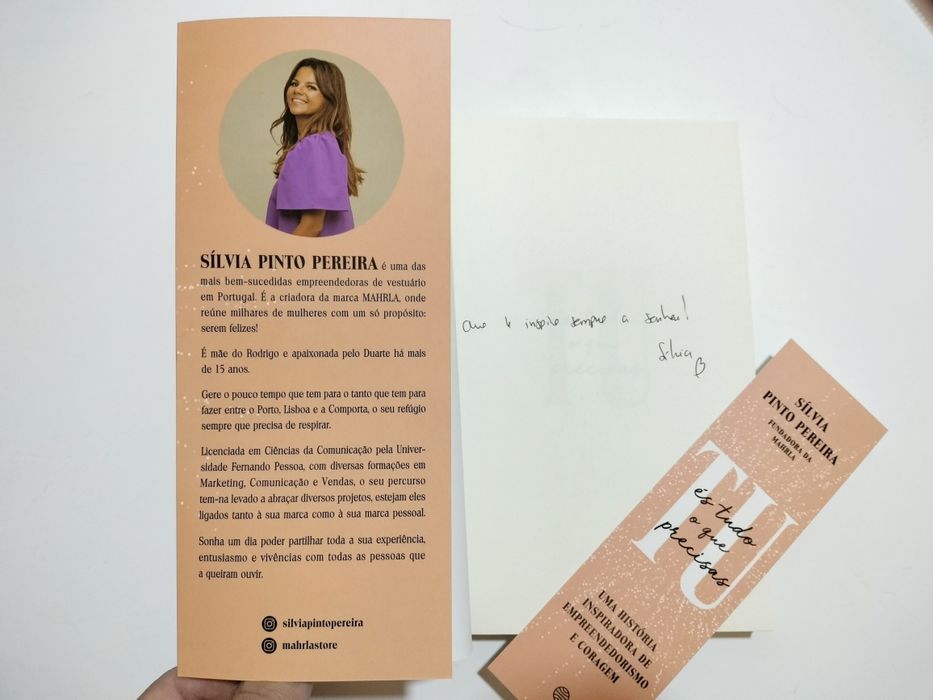 SÍLVIA PINTO PEREIRA é uma das
mais bem-sucedidas empreendedoras de vestuário
em Portugal. É a criadora da marca MAHRLA, onde
reúne milhares de mulheres com um só propósito:
serem felizes!
É mãe do Rodrigo e apaixonada pelo Duarte há mais
de 15 anos.
Gere o pouco tempo que tem para o tanto que tem para
fazer entre o Porto, Lisboa e a Comporta, o seu refúgio
sempre que precisa de respirar.
Licenciada em Ciências da Comunicação pela Univer-
sidade Fernando Pessoa, com diversas formações em
Marketing, Comunicação e Vendas, o seu percurso
tem-na levado a abraçar diversos projetos, estejam eles
ligados tanto à sua marca como à sua marca pessoal.
Sonha um dia poder partilhar toda a sua experiência,
entusiasmo e vivências com todas as pessoas que
a queiram ouvir.
silviapintopereira
mahrlastore
Que te inspire sempre a sonhar!
Sílvia
SÍLVIA
PINTO PEREIRA
FUNDADORA DA
MAHRLA
TU
és tudo
o que
precisas
UMA HISTÓRIA
INSPIRADORA DE
EMPREENDEDORISMO
E CORAGEM